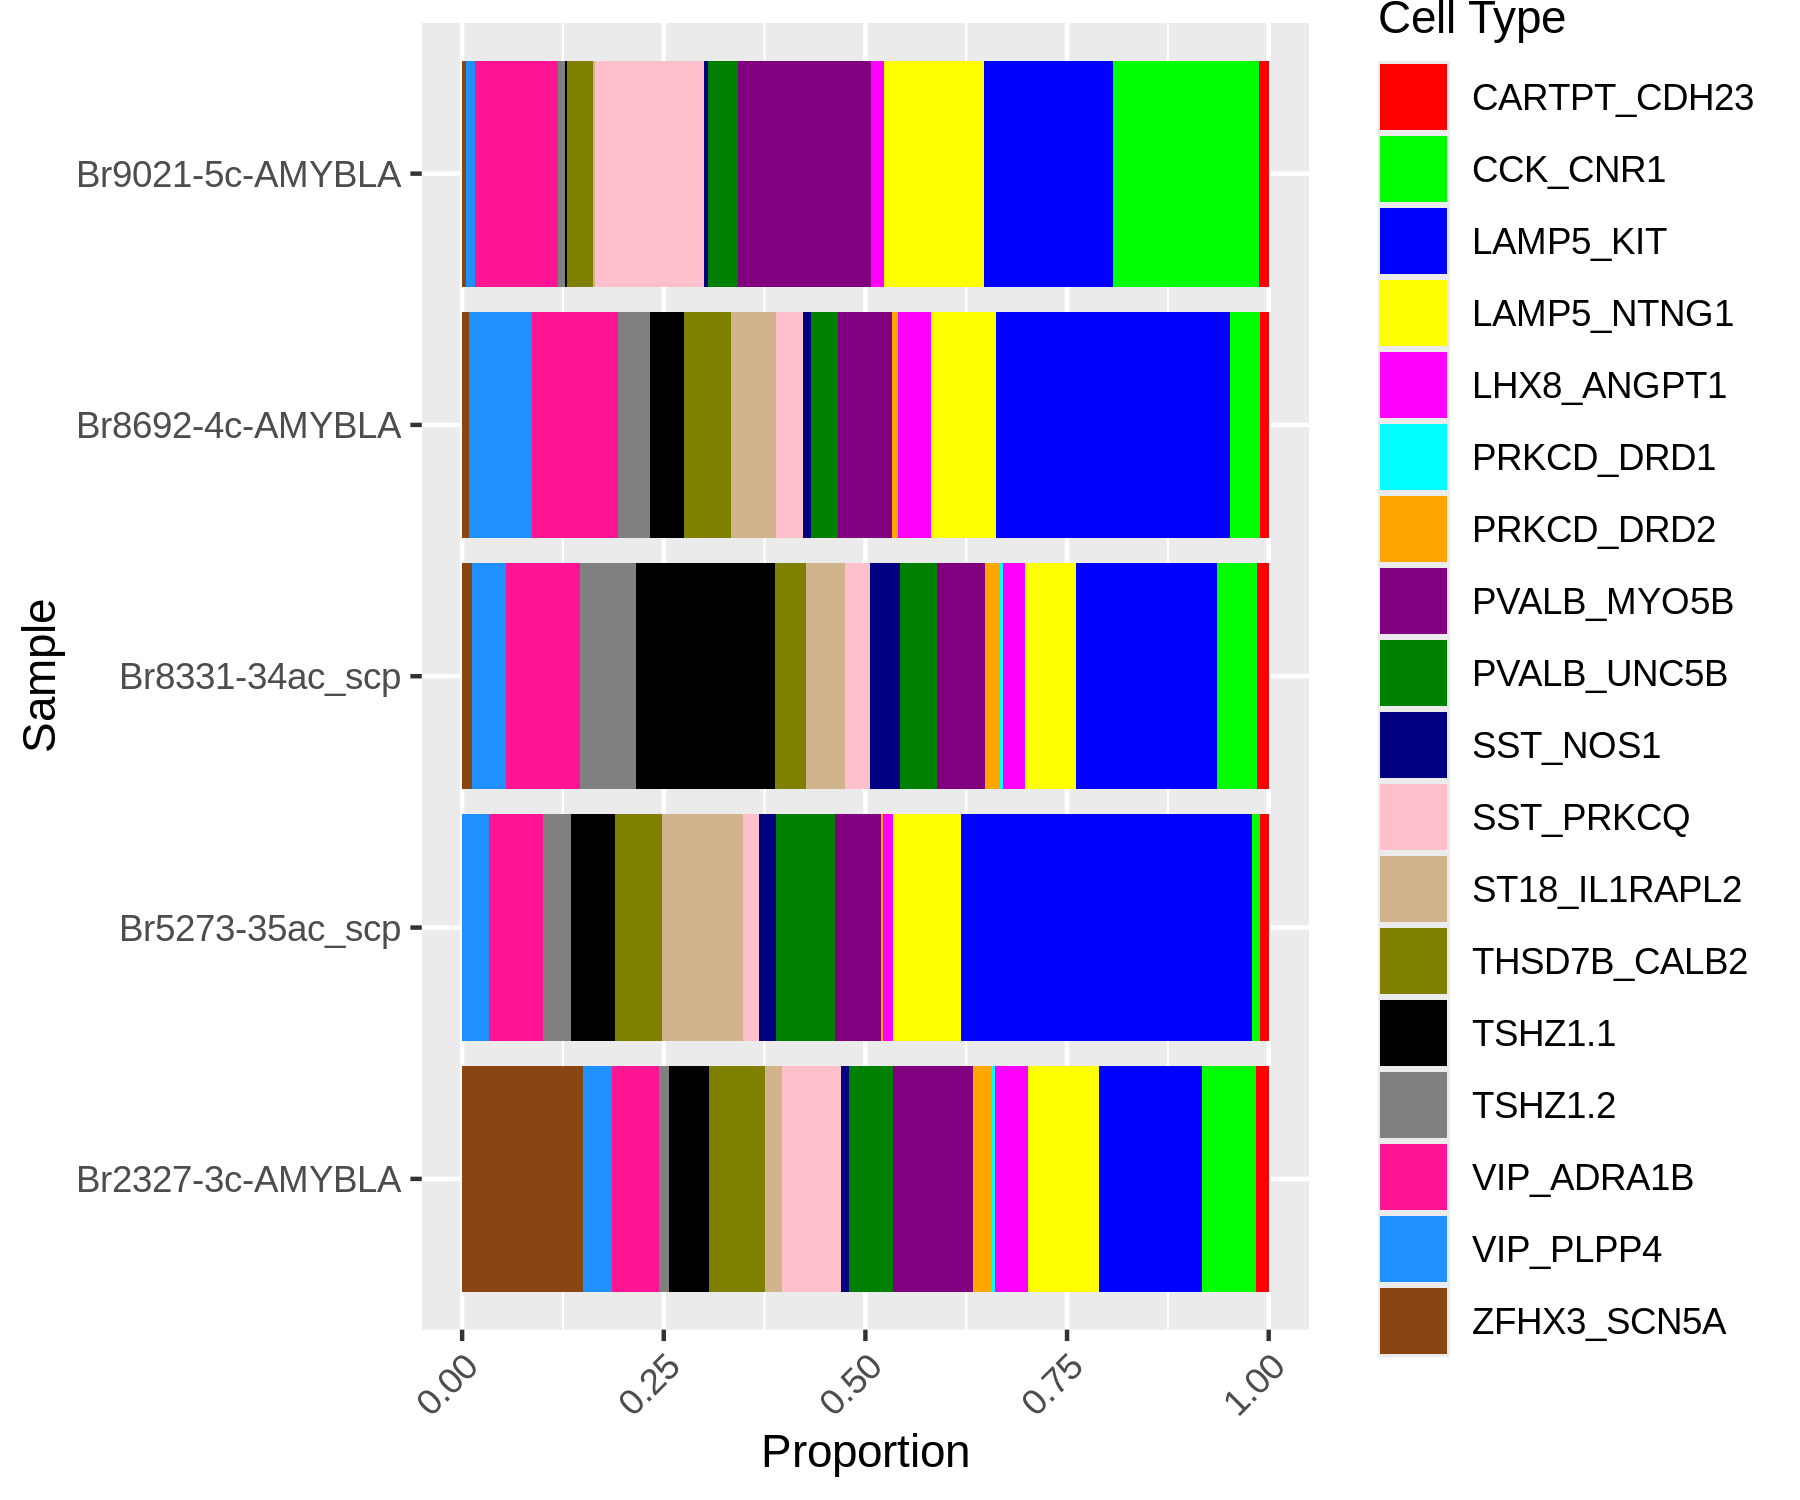 Cell Type
CARTPT_CDH23
CCK_CNR1
LAMP5_KIT
LAMP5_NTNG1
LHX8_ANGPT1
PRKCD_DRD1
PRKCD_DRD2
PVALB_MYO5B
PVALB_UNC5B
SST_NOS1
SST_PRKCQ
ST18_IL1RAPL2
THSD7B_CALB2
TSHZ1.1
TSHZ1.2
VIP_ADRA1B
VIP_PLPP4
ZFHX3_SCN5A
Sample
Br9021-5c-AMYBLA
Br8692-4c-AMYBLA
Br8331-34ac_scp
Br5273-35ac_scp
Br2327-3c-AMYBLA
0.00
0.25
0.50
0.75
1.00
Proportion